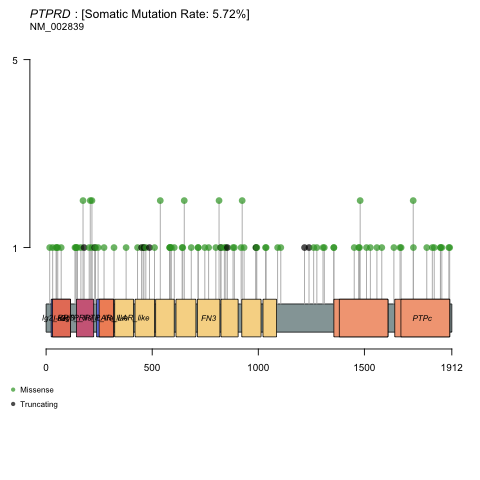 PTPRD : [Somatic Mutation Rate: 5.72%]
NM_002839
5
1
FN3
PTPc
0
500
1000
1500
1912
Missense
Truncating